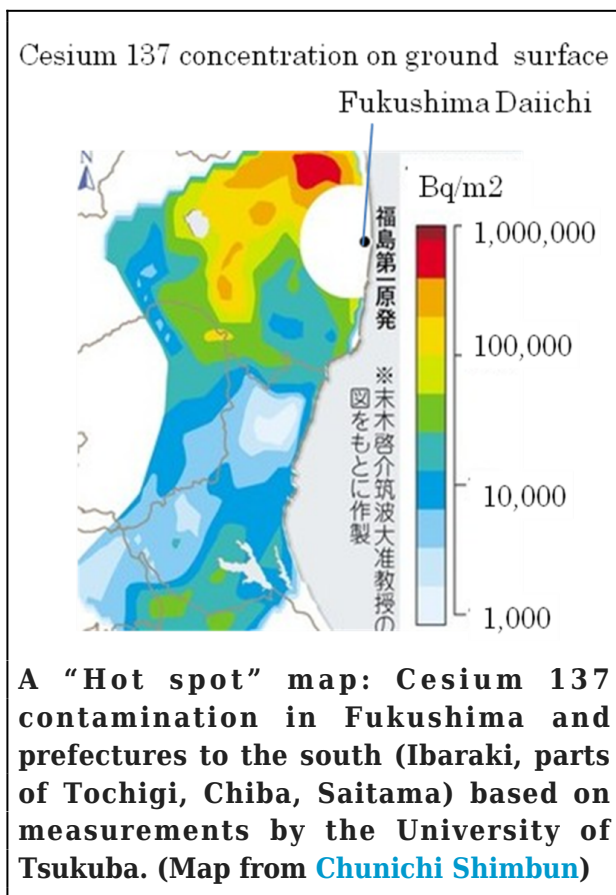 Cesium 137 concentration on ground surface
Fukushima Daiichi
N
Bq/m2
福島第一原発
1,000,000
100,000
10,000
1,000
※末木啓介筑波大准教授の
図をもとに作製
A “Hot spot” map: Cesium 137
contamination in Fukushima and
prefectures to the south (Ibaraki, parts
of Tochigi, Chiba, Saitama) based on
measurements by the University of
Tsukuba. (Map from Chunichi Shimbun)